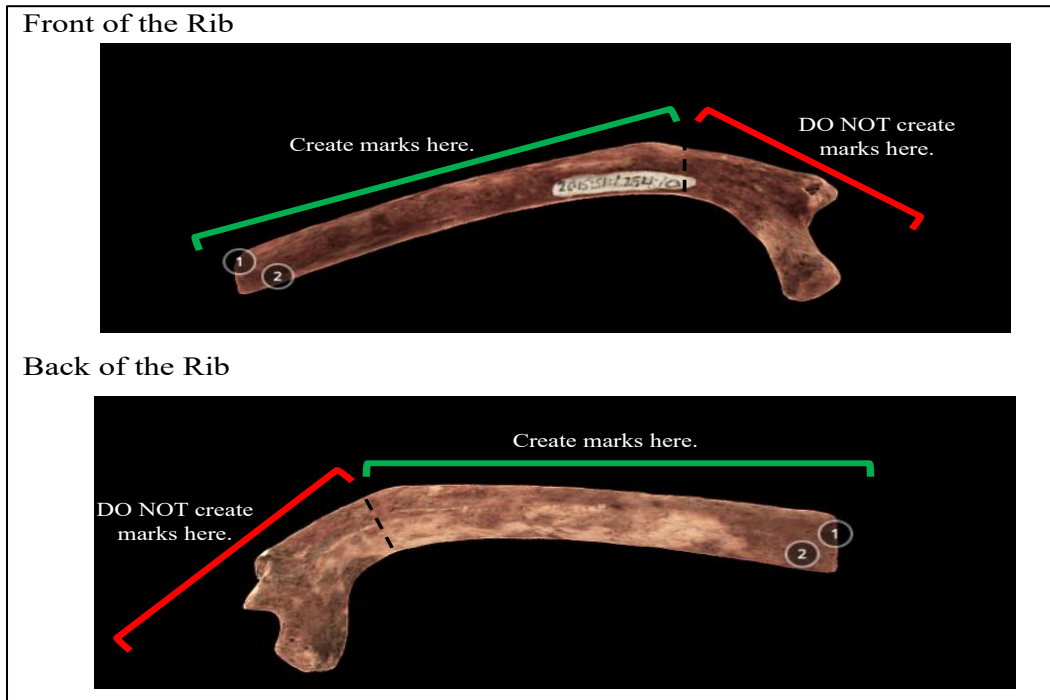 Front of the Rib
Create marks here.
DO NOT create
marks here.
1
2
Back of the Rib
Create marks here.
DO NOT create
marks here.
1
2